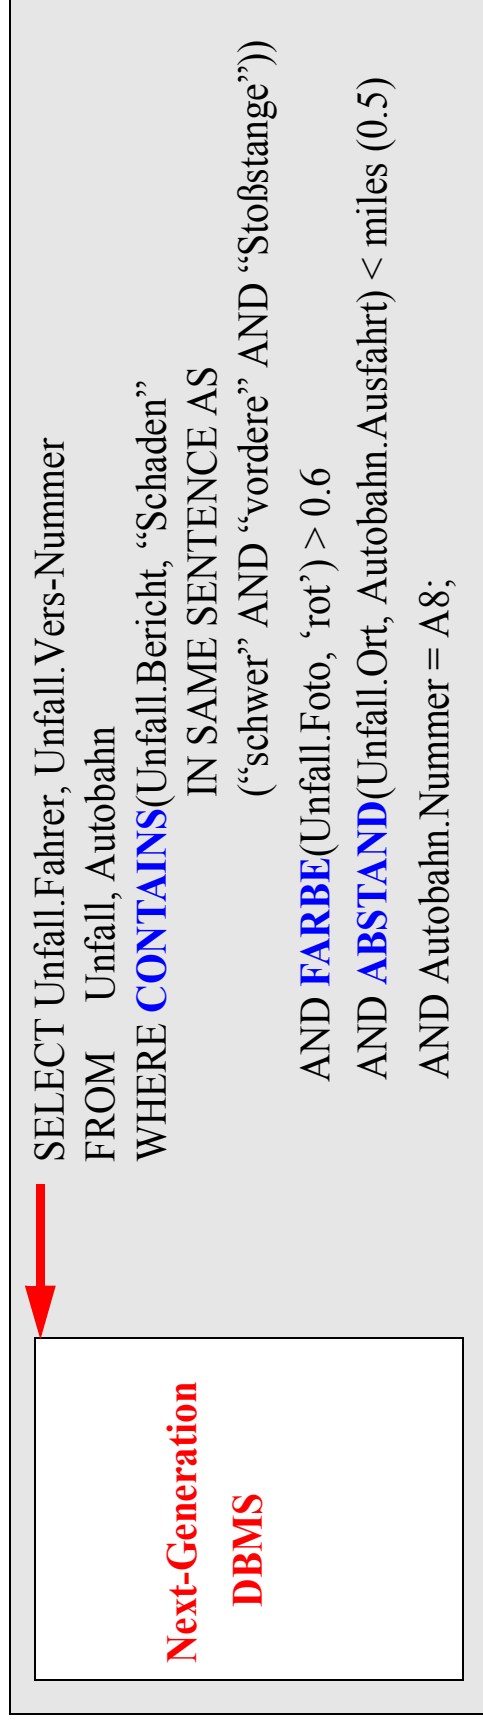 Next-Generation
DBMS
SELECT Unfall.Fahrer, Unfall.Vers-Nummer
FROM Unfall, Autobahn
WHERE CONTAINS(Unfall.Bericht, “Schaden”
IN SAME SENTENCE AS
(“schwer” AND “vordere” AND “Stoßstange”))
AND FARBE(Unfall.Foto, ‘rot’) > 0.6
AND ABSTAND(Unfall.Ort, Autobahn.Ausfahrt) < miles (0.5)
AND Autobahn.Nummer = A8;